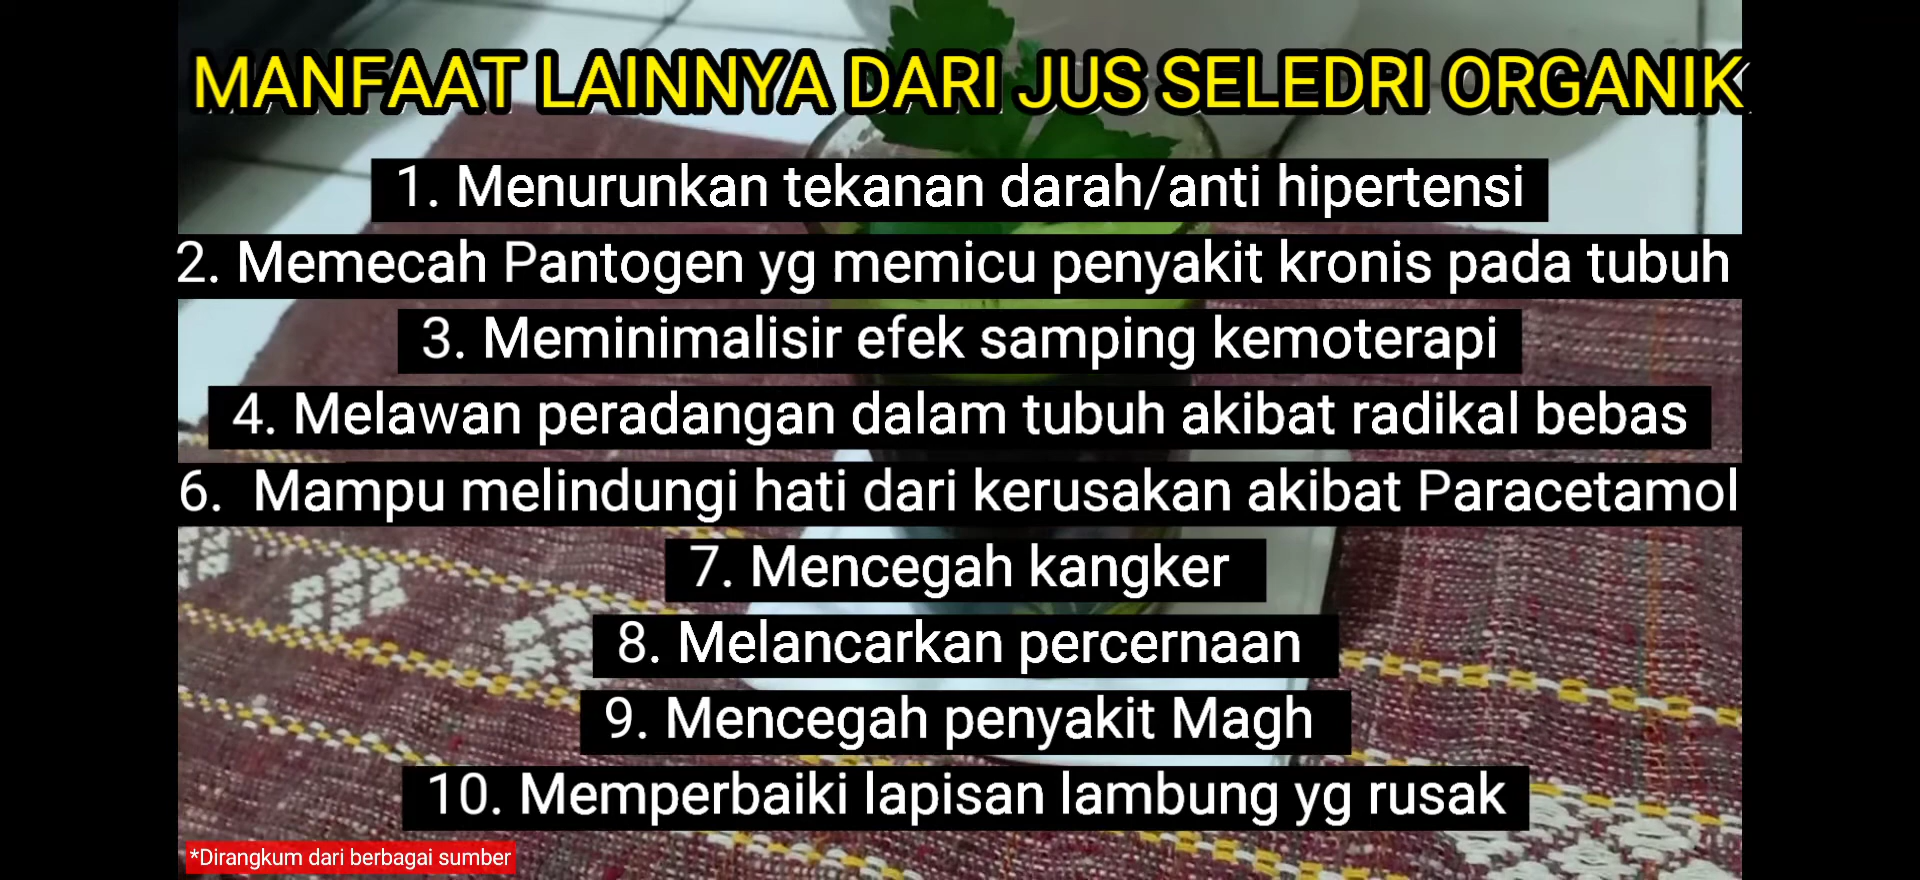 MANFAAT LAINNYA DARI JUS SELEDRI ORGANIK
1. Menurunkan tekanan darah/anti hipertensi
2. Memecah Pantogen yg memicu penyakit kronis pada tubuh
3. Meminimalisir efek samping kemoterapi
4. Melawan peradangan dalam tubuh akibat radikal bebas
6. Mampu melindungi hati dari kerusakan akibat Paracetamol
7. Mencegah kangker
8. Melancarkan percernaan
9. Mencegah penyakit Magh
10. Memperbaiki lapisan lambung yg rusak
*Dirangkum dari berbagai sumber